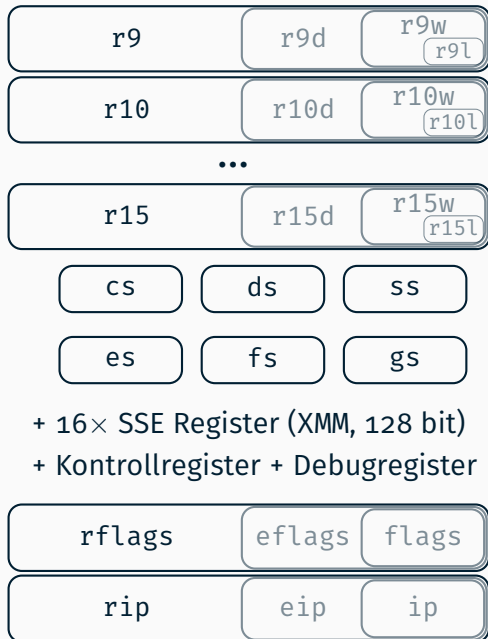 r9 r9d r9w
r9l
r10 r10d r10w
r10l
...
r15 r15d r15w
r15l
cs ds ss
es fs gs
+ 16× SSE Register (XMM, 128 bit)
+ Kontrollregister + Debugregister
rflags eflags flags
rip eip ip